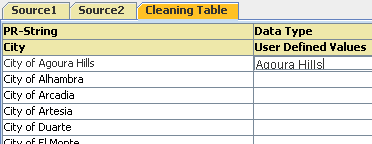 Source1 Source2 Cleaning Table
PR-String Data Type
City User Defined Values
City of Agoura Hills Agoura Hills
City of Alhambra
City of Arcadia
City of Artesia
City of Duarte
City of El Monte